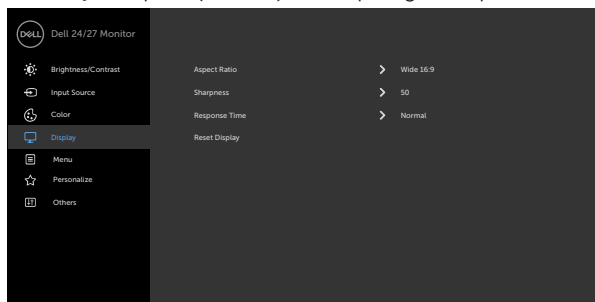 DELL Dell 24/27 Monitor
Brightness/Contrast
Aspect Ratio Wide 16:9
Input Source
Sharpness 50
Color
Response Time Normal
Display
Reset Display
Menu
Personalize
Others